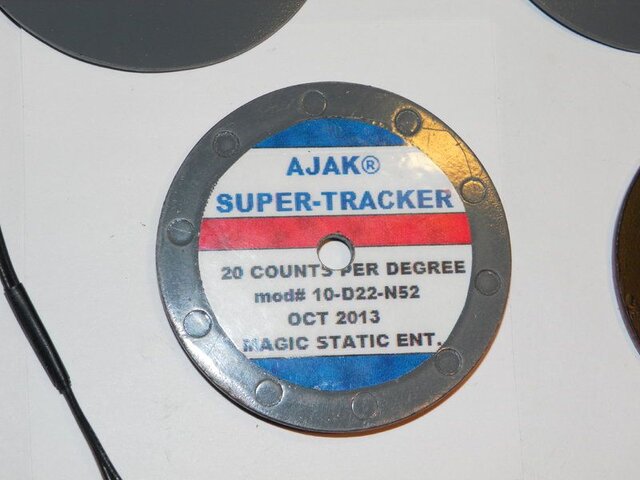 AJAK®
SUPER-TRACKER
20 COUNTS PER DEGREE
mod# 10-D22-N52
OCT 2013
MAGIC STATIC ENT.